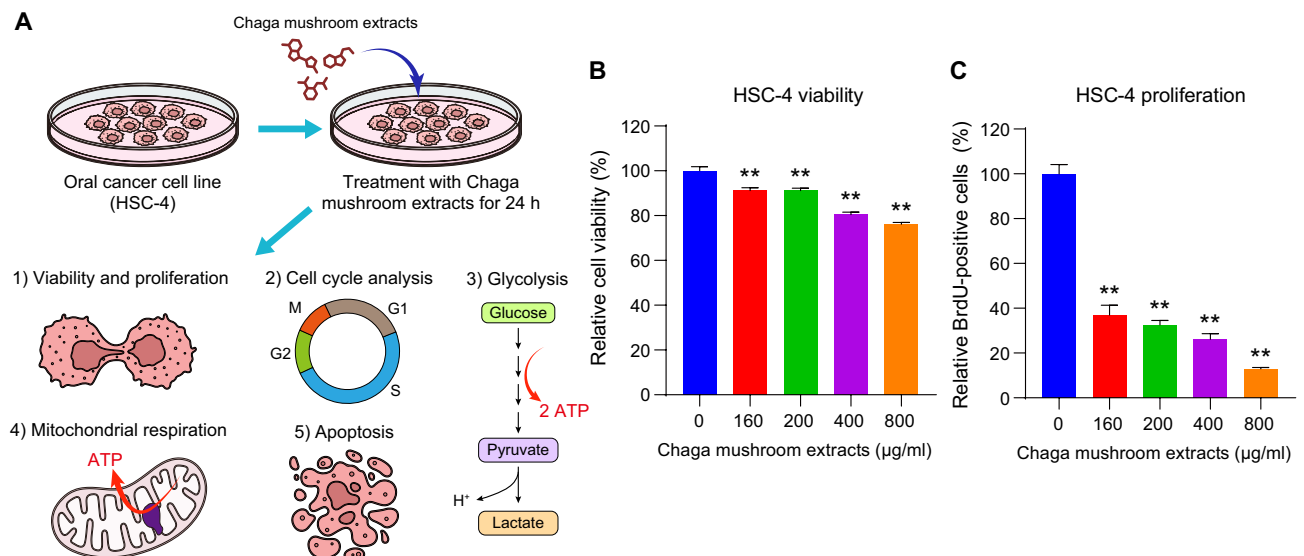 A
Chaga mushroom extracts
Oral cancer cell line
(HSC-4)
Treatment with Chaga
mushroom extracts for 24 h
1) Viability and proliferation
2) Cell cycle analysis
M
G1
G2
S
3) Glycolysis
Glucose
2 ATP
Pyruvate
H⁺
Lactate
4) Mitochondrial respiration
ATP
5) Apoptosis
B
HSC-4 viability
Relative cell viability (%)
120
100
80
60
40
20
0
** ** ** **
0 160 200 400 800
Chaga mushroom extracts (µg/ml)
C
HSC-4 proliferation
Relative BrdU-positive cells (%)
120
100
80
60
40
20
0
** ** ** **
0 160 200 400 800
Chaga mushroom extracts (µg/ml)